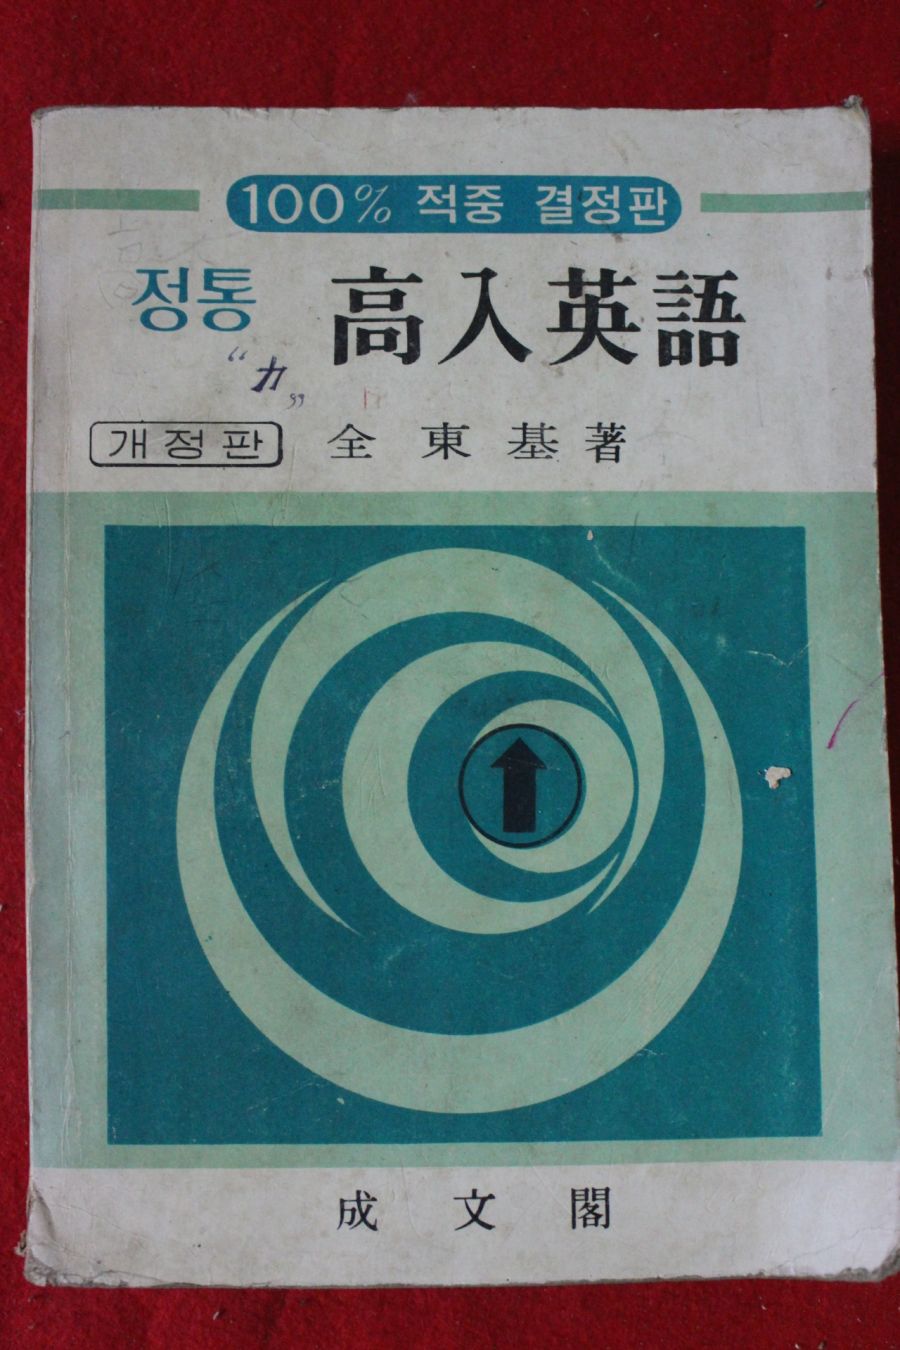 100% 적중 결정판
정통 高入英語
“力”
개정판 全東基著
成文閣